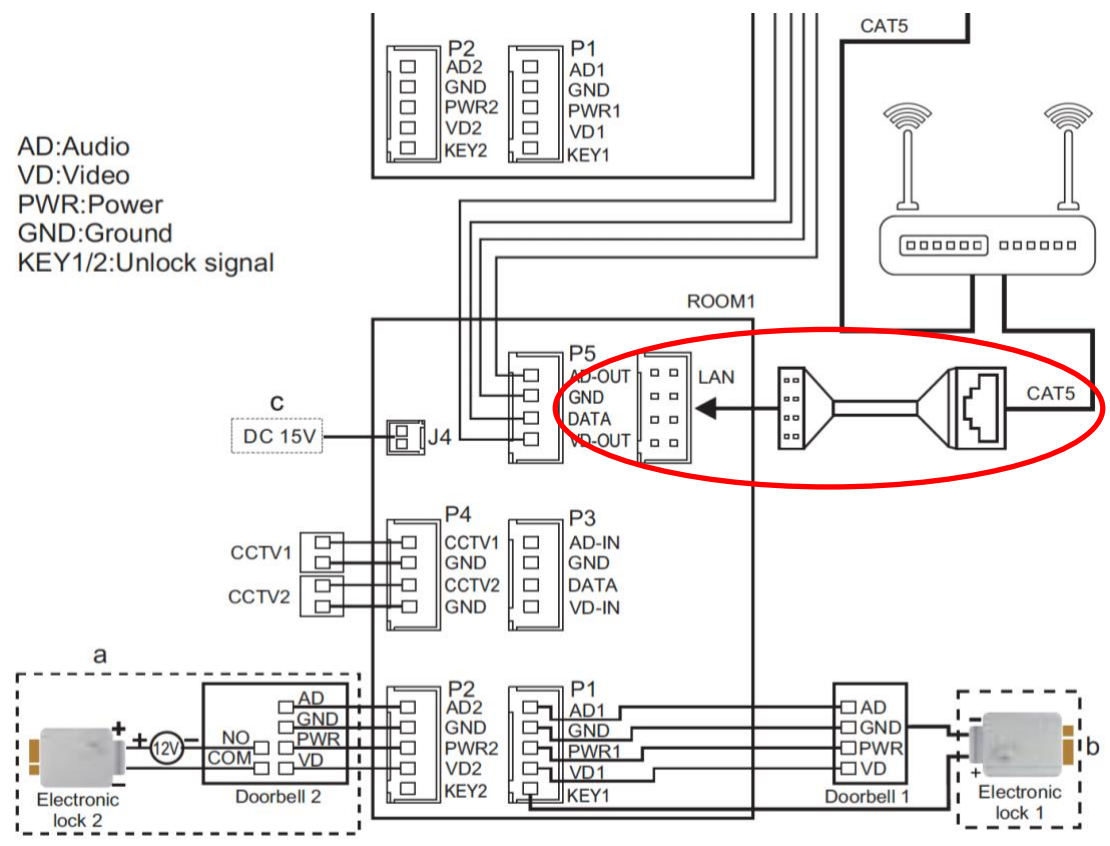 CAT5
P2
AD2
GND
PWR2
VD2
KEY2
P1
AD1
GND
PWR1
VD1
KEY1
AD:Audio
VD:Video
PWR:Power
GND:Ground
KEY1/2:Unlock signal
ROOM1
P5
AD-OUT
GND
DATA
VD-OUT
LAN
CAT5
C
DC 15V
J4
CCTV1
CCTV2
P4
CCTV1
GND
CCTV2
GND
P3
AD-IN
GND
DATA
VD-IN
a
Electronic
lock 2
+
-
+
12V
-
NO
COM
AD
GND
PWR
VD
Doorbell 2
P2
AD2
GND
PWR2
VD2
KEY2
P1
AD1
GND
PWR1
VD1
KEY1
AD
GND
PWR
VD
Doorbell 1
-
+
b
Electronic
lock 1